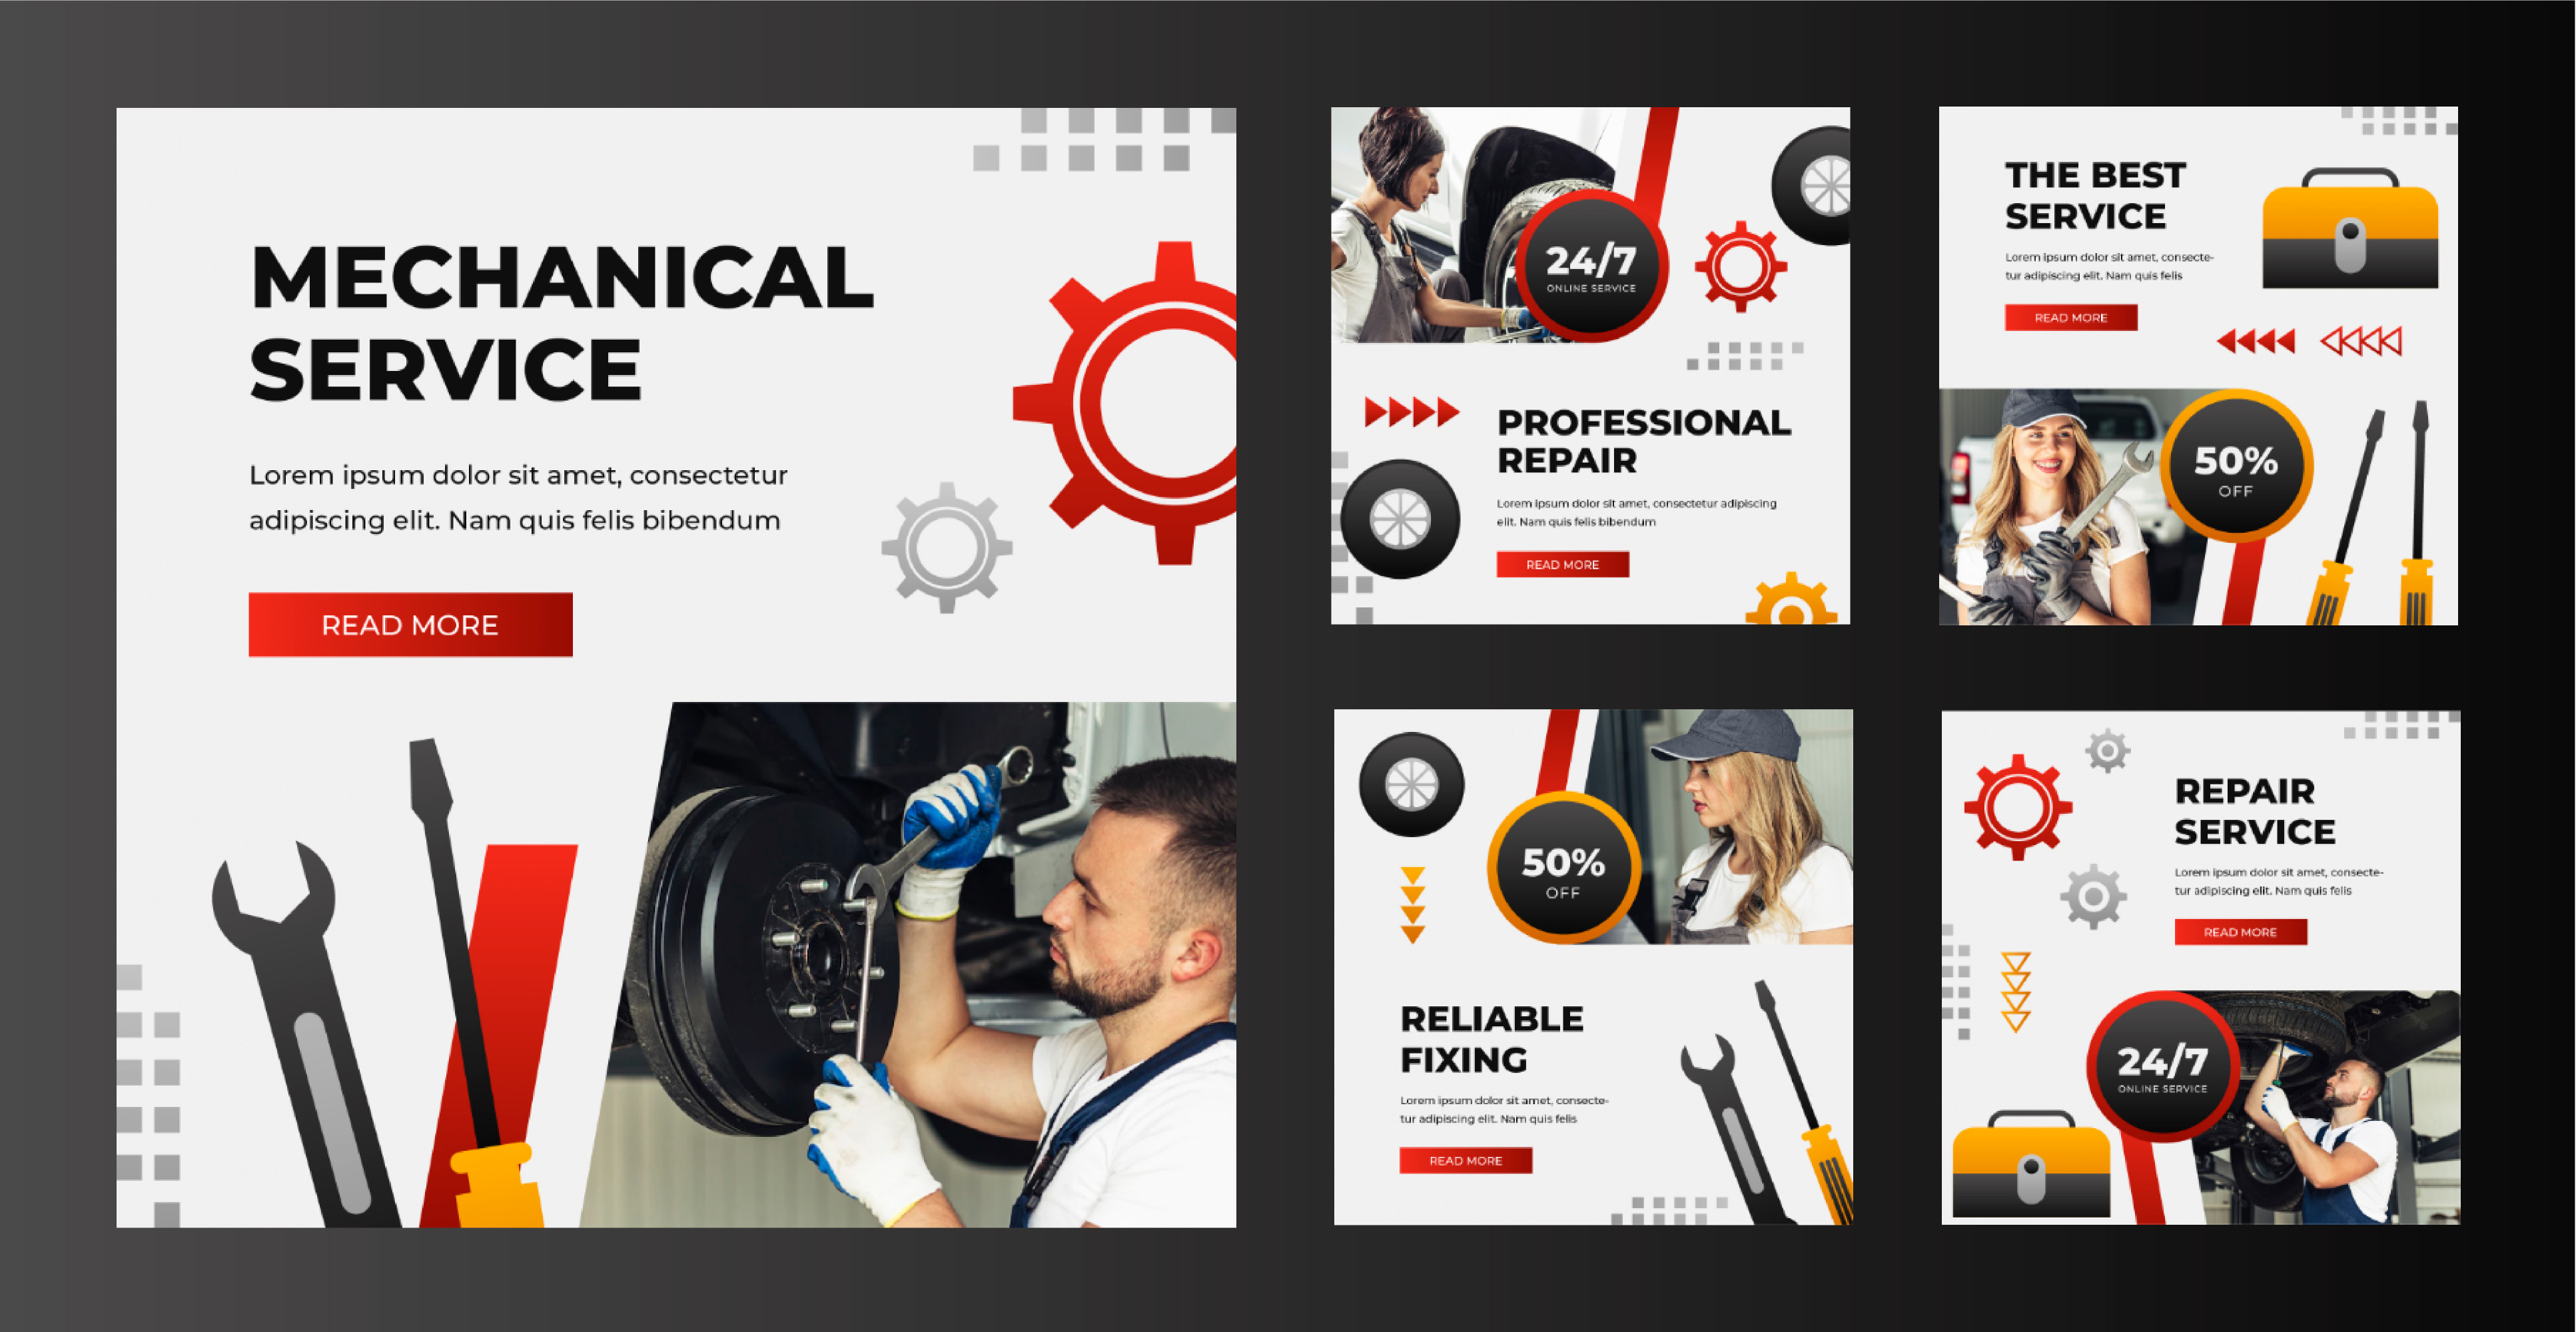 MECHANICAL
SERVICE
Lorem ipsum dolor sit amet, consectetur
adipiscing elit. Nam quis felis bibendum
READ MORE
24/7
ONLINE SERVICE
PROFESSIONAL
REPAIR
Lorem ipsum dolor sit amet, consectetur adipiscing
elit. Nam quis felis bibendum
READ MORE
THE BEST
SERVICE
Lorem ipsum dolor sit amet, consecte-
tur adipiscing elit. Nam quis felis
READ MORE
50%
OFF
50%
OFF
RELIABLE
FIXING
Lorem ipsum dolor sit amet, consecte-
tur adipiscing elit. Nam quis felis
READ MORE
REPAIR
SERVICE
Lorem ipsum dolor sit amet, consecte-
tur adipiscing elit. Nam quis felis
READ MORE
24/7
ONLINE SERVICE